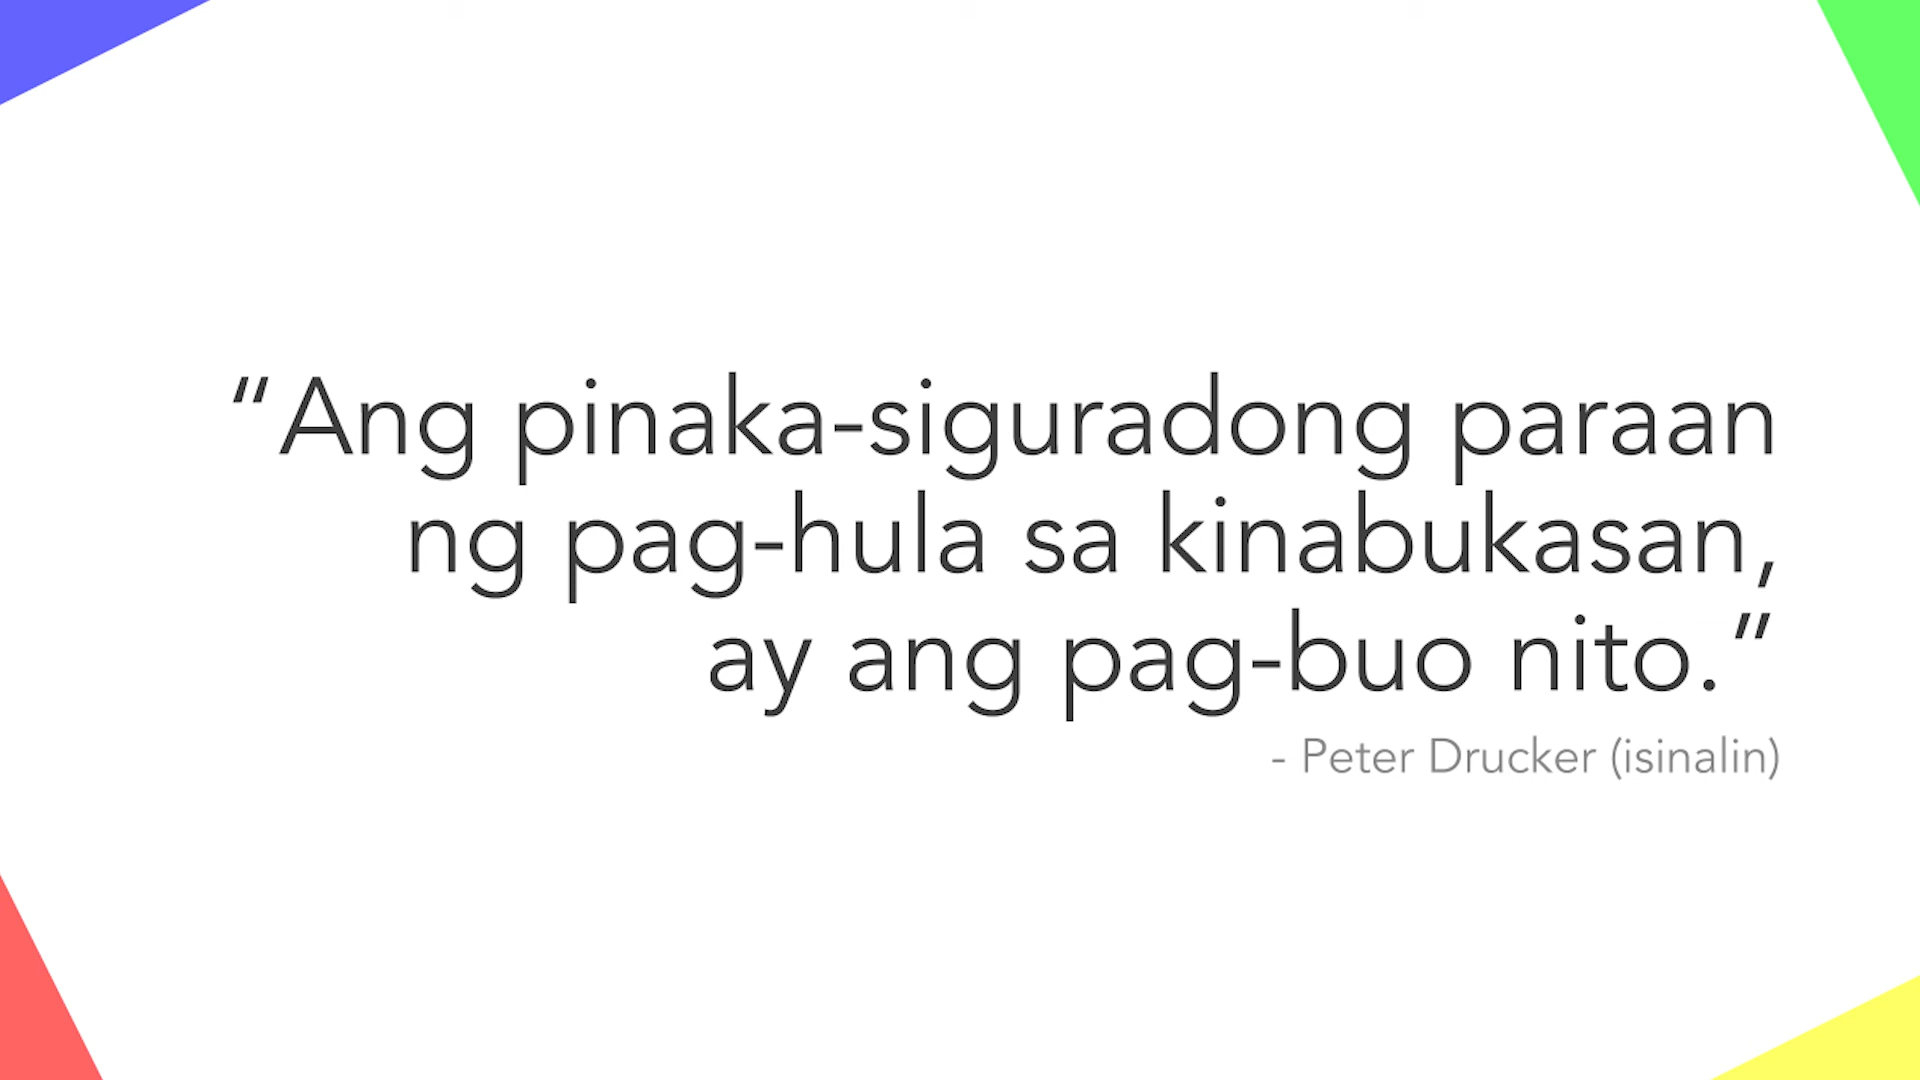 “Ang pinaka-siguradong paraan
ng pag-hula sa kinabukasan,
ay ang pag-buo nito.”
- Peter Drucker (isinalin)